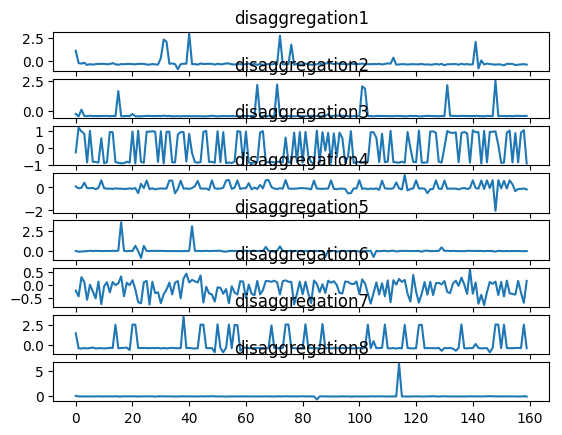 disaggregation1
2.5
0.0
disaggregation2
2.5
0.0
disaggregation3
1
0
−1
disaggregation4
0
−2
disaggregation5
2.5
0.0
disaggregation6
0.5
0.0
−0.5
disaggregation7
2.5
0.0
disaggregation8
5
0
0 20 40 60 80 100 120 140 160